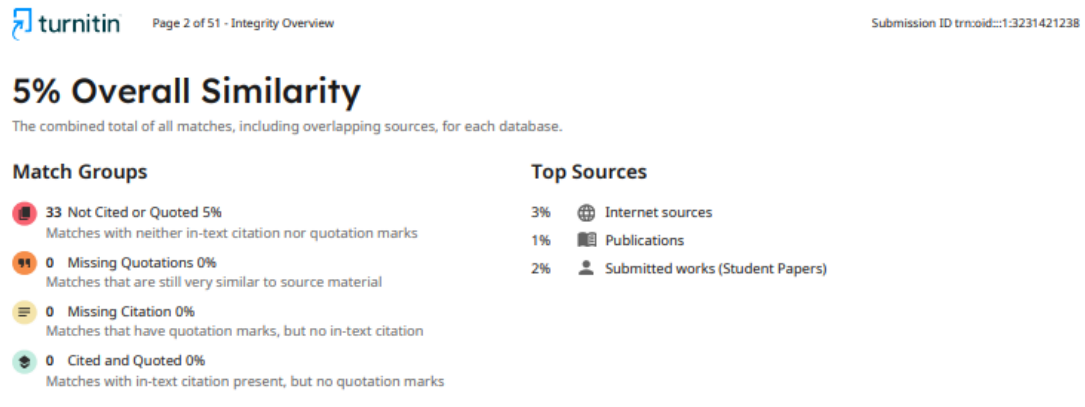 turnitin Page 2 of 51 - Integrity Overview Submission ID trn:oid:::1:3231421238
5% Overall Similarity
The combined total of all matches, including overlapping sources, for each database.
Match Groups
33 Not Cited or Quoted 5%
Matches with neither in-text citation nor quotation marks
0 Missing Quotations 0%
Matches that are still very similar to source material
0 Missing Citation 0%
Matches that have quotation marks, but no in-text citation
0 Cited and Quoted 0%
Matches with in-text citation present, but no quotation marks
Top Sources
3% Internet sources
1% Publications
2% Submitted works (Student Papers)